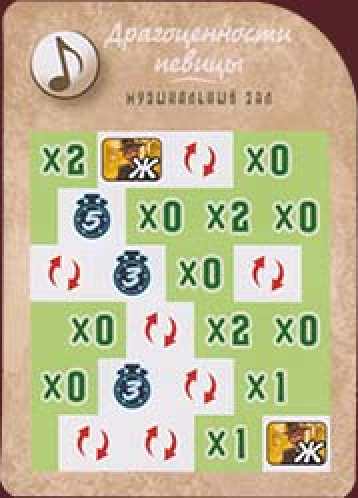 Драгоценности
певицы
МУЗЫКАЛЬНЫЙ ЗАЛ
x2 Ж x0
5 x0 x2 x0
3 x0
x0 x2 x0
x0 3 x1
x1 Ж